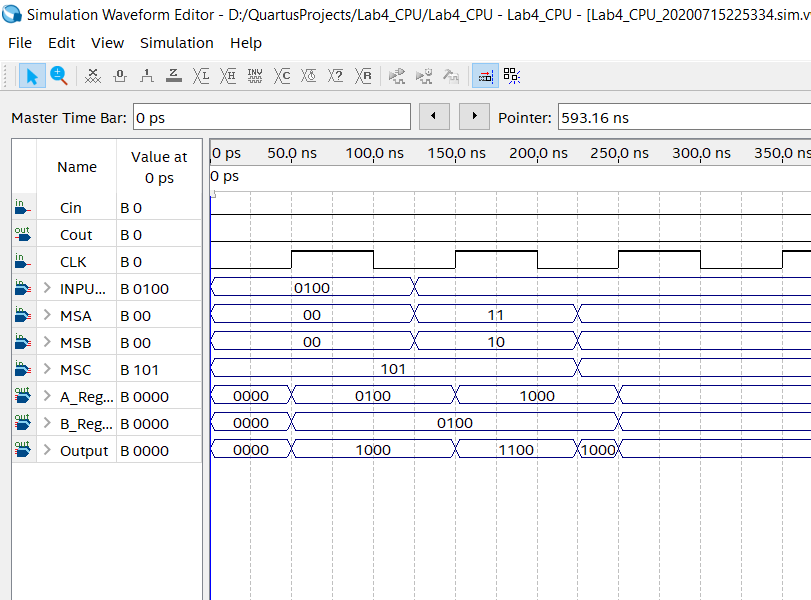 Simulation Waveform Editor - D:/QuartusProjects/Lab4_CPU/Lab4_CPU - Lab4_CPU - [Lab4_CPU_20200715225334.sim.v
File Edit View Simulation Help
Master Time Bar: 0 ps Pointer: 593.16 ns
Name Value at 0 ps 0 ps 50.0 ns 100.0 ns 150.0 ns 200.0 ns 250.0 ns 300.0 ns 350.0 ns
0 ps
in Cin B 0
out Cout B 0
in CLK B 0
in INPU... B 0100 0100
in MSA B 00 00 11
in MSB B 00 00 10
in MSC B 101 101
out A_Reg... B 0000 0000 0100 1000
out B_Reg... B 0000 0000 0100
out Output B 0000 0000 1000 1100 1000